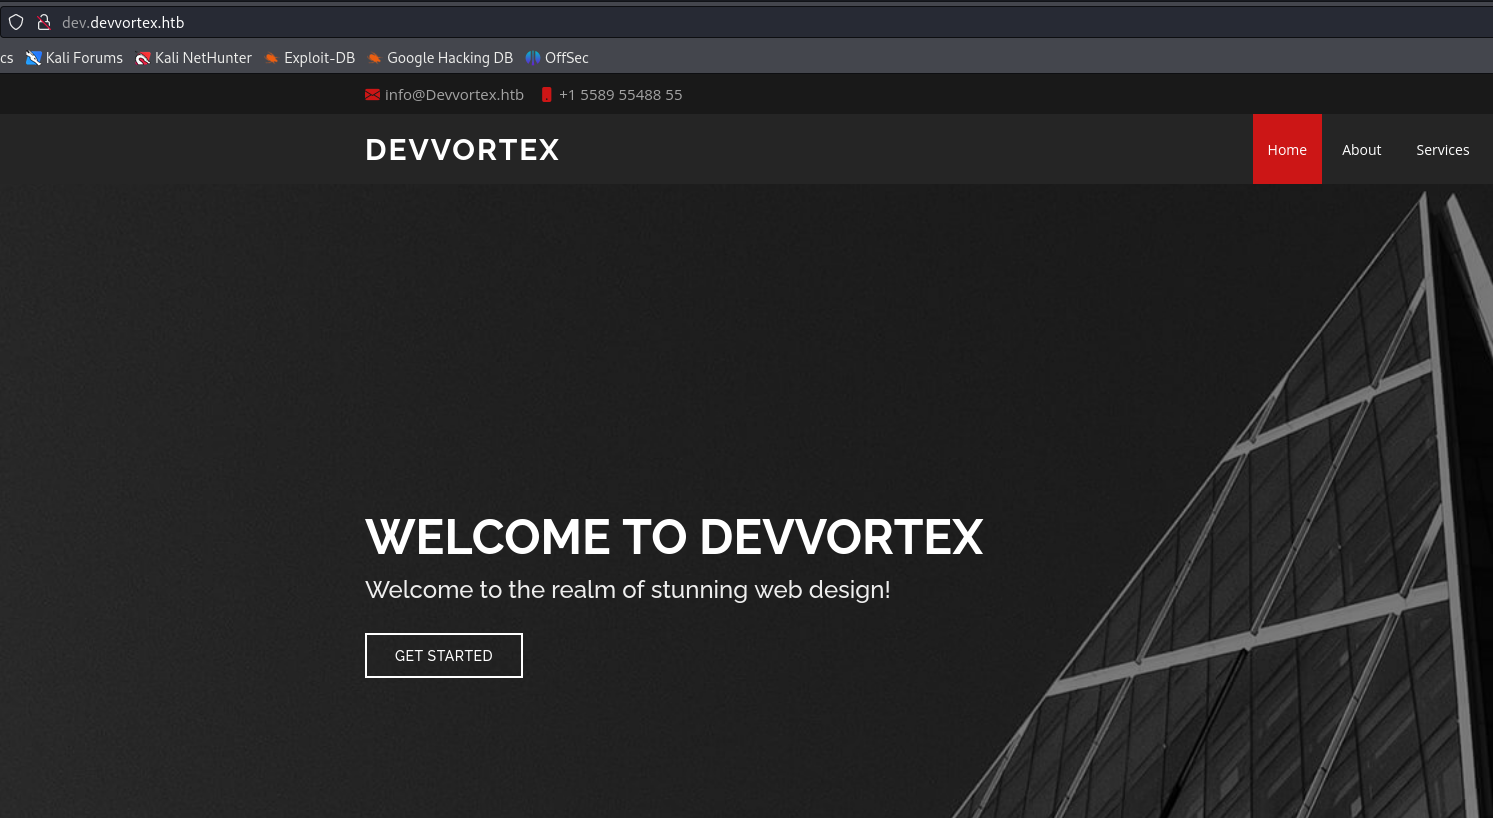 dev.devvortex.htb
cs Kali Forums Kali NetHunter Exploit-DB Google Hacking DB OffSec
info@Devvortex.htb +1 5589 55488 55
DEVVORTEX Home About Services
WELCOME TO DEVVORTEX
Welcome to the realm of stunning web design!
GET STARTED